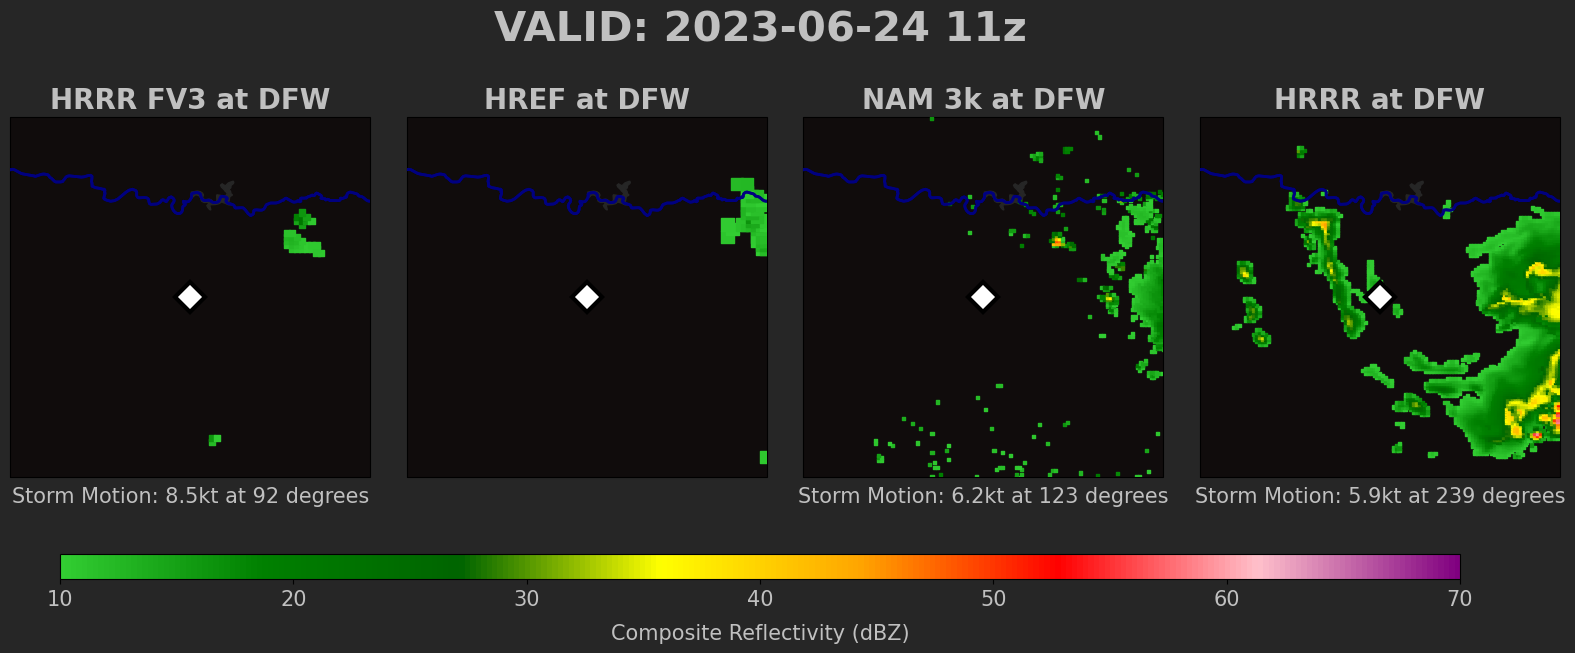 VALID: 2023-06-24 11z
HRRR FV3 at DFW
HREF at DFW
NAM 3k at DFW
HRRR at DFW
Storm Motion: 8.5kt at 92 degrees
Storm Motion: 6.2kt at 123 degrees
Storm Motion: 5.9kt at 239 degrees
10 20 30 40 50 60 70
Composite Reflectivity (dBZ)